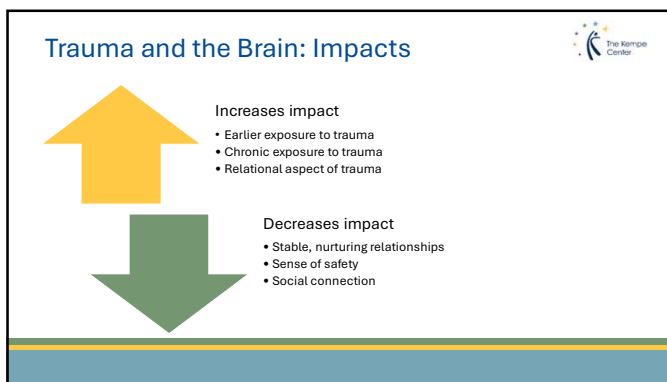 Trauma and the Brain: Impacts
The Kempe
Center
Increases impact
• Earlier exposure to trauma
• Chronic exposure to trauma
• Relational aspect of trauma
Decreases impact
• Stable, nurturing relationships
• Sense of safety
• Social connection